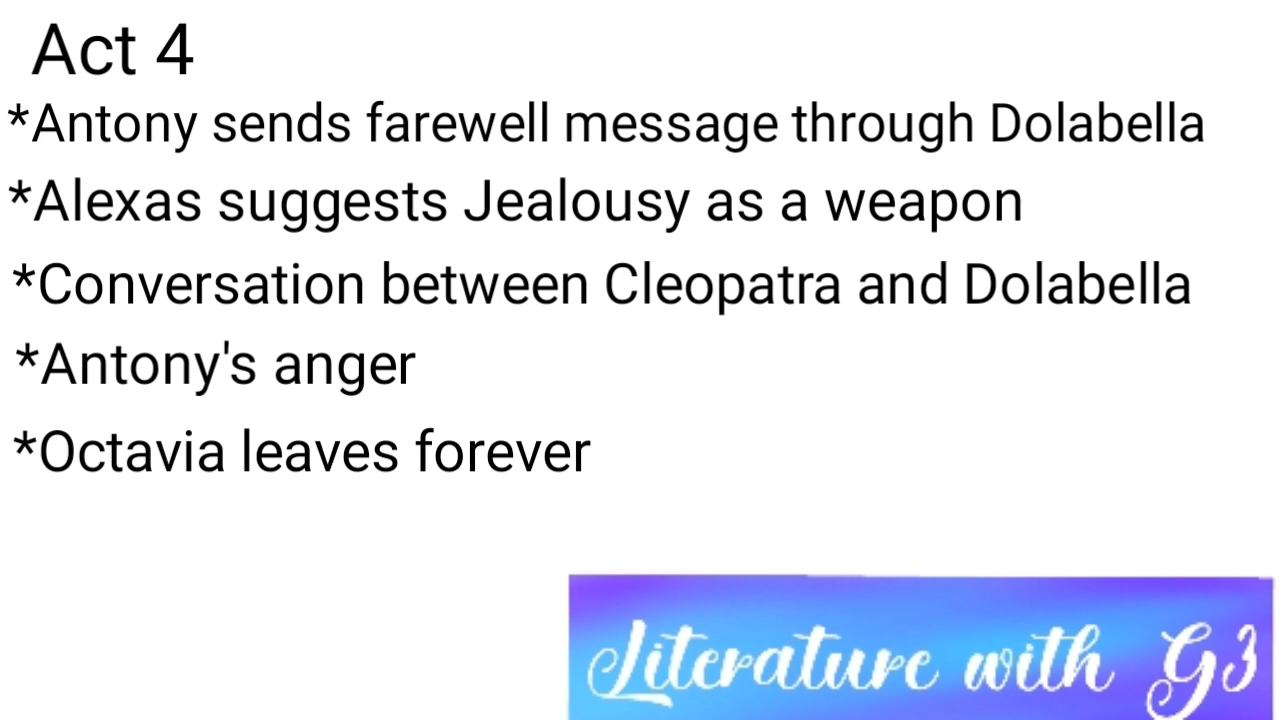 Act 4
*Antony sends farewell message through Dolabella
*Alexas suggests Jealousy as a weapon
*Conversation between Cleopatra and Dolabella
*Antony's anger
*Octavia leaves forever
Literature with G3